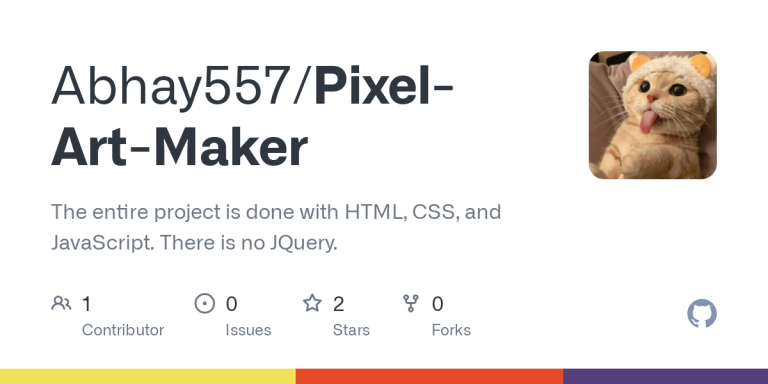 Abhay557/Pixel-
Art-Maker
The entire project is done with HTML, CSS, and
JavaScript. There is no JQuery.
1 0 2 0
Contributor Issues Stars Forks